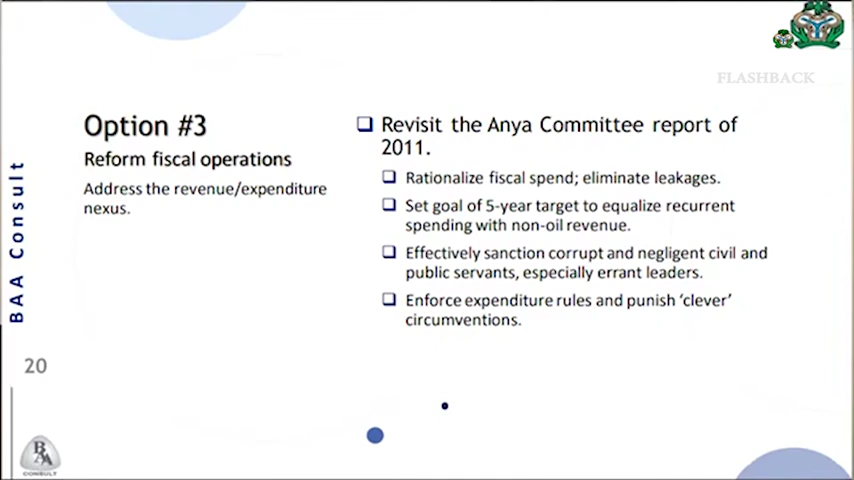 FLASHBACK
Option #3
Reform fiscal operations
Address the revenue/expenditure
nexus.
Revisit the Anya Committee report of
2011.
Rationalize fiscal spend; eliminate leakages.
Set goal of 5-year target to equalize recurrent
spending with non-oil revenue.
Effectively sanction corrupt and negligent civil and
public servants, especially errant leaders.
Enforce expenditure rules and punish ‘clever’
circumventions.
BAA Consult
20
BAA
CONSULT